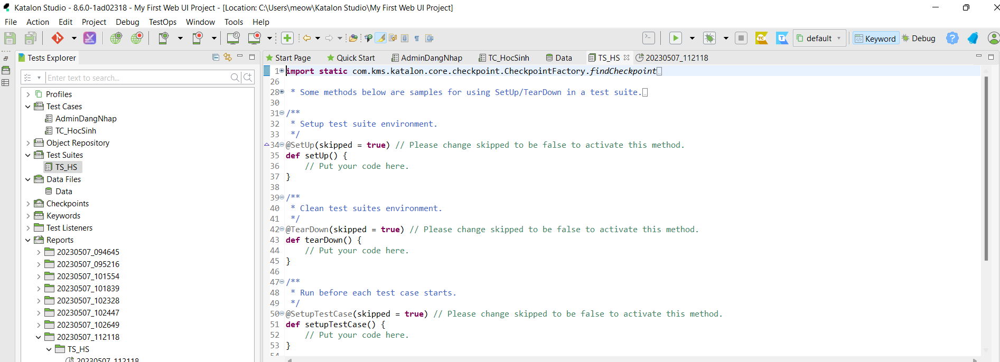 Katalon Studio - 8.6.0-1ad02318 - My First Web UI Project - [Location: C:\Users\meow\Katalon Studio\My First Web UI Project]
File Action Edit Project Debug TestOps Window Tools Help
default Keyword Debug
Tests Explorer
Enter text to search...
Profiles
Test Cases
AdminDangNhap
TC_HocSinh
Object Repository
Test Suites
TS_HS
Data Files
Data
Checkpoints
Keywords
Test Listeners
Reports
20230507_094645
20230507_095216
20230507_101554
20230507_101839
20230507_102328
20230507_102447
20230507_102649
20230507_112118
TS_HS
20230507_112118
Start Page Quick Start AdminDangNhap TC_HocSinh Data TS_HS 20230507_112118
1 import static com.kms.katalon.core.checkpoint.CheckpointFactory.findCheckpoint
26
28 * Some methods below are samples for using SetUp/TearDown in a test suite.
30
31 /**
32 * Setup test suite environment.
33 */
34 @SetUp(skipped = true) // Please change skipped to be false to activate this method.
35 def setUp() {
36 // Put your code here.
37 }
38
39 /**
40 * Clean test suites environment.
41 */
42 @TearDown(skipped = true) // Please change skipped to be false to activate this method.
43 def tearDown() {
44 // Put your code here.
45 }
46
47 /**
48 * Run before each test case starts.
49 */
50 @SetupTestCase(skipped = true) // Please change skipped to be false to activate this method.
51 def setupTestCase() {
52 // Put your code here.
53 }
54